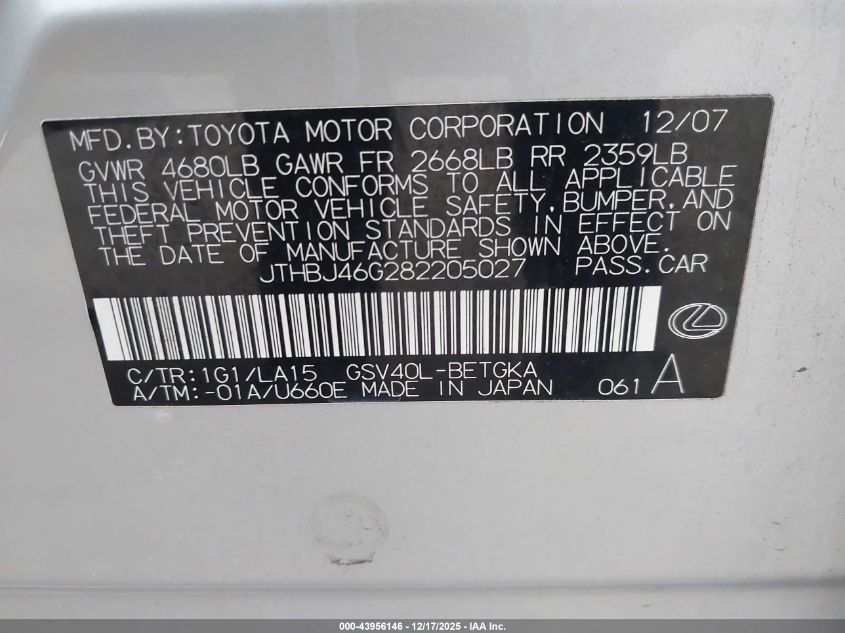 MFD.BY:TOYOTA MOTOR CORPORATION 12/07
GVWR 4680LB GAWR FR 2668LB RR 2359LB
THIS VEHICLE CONFORMS TO ALL APPLICABLE
FEDERAL MOTOR VEHICLE SAFETY,BUMPER,AND
THEFT PREVENTION STANDARDS IN EFFECT ON
THE DATE OF MANUFACTURE SHOWN ABOVE.
JTHBJ46G282205027 PASS.CAR
C/TR:1G1/LA15 GSV40L-BETGKA
A/TM:-01A/U660E MADE IN JAPAN 061 A
000-43956146 - 12/17/2025 - IAA Inc.